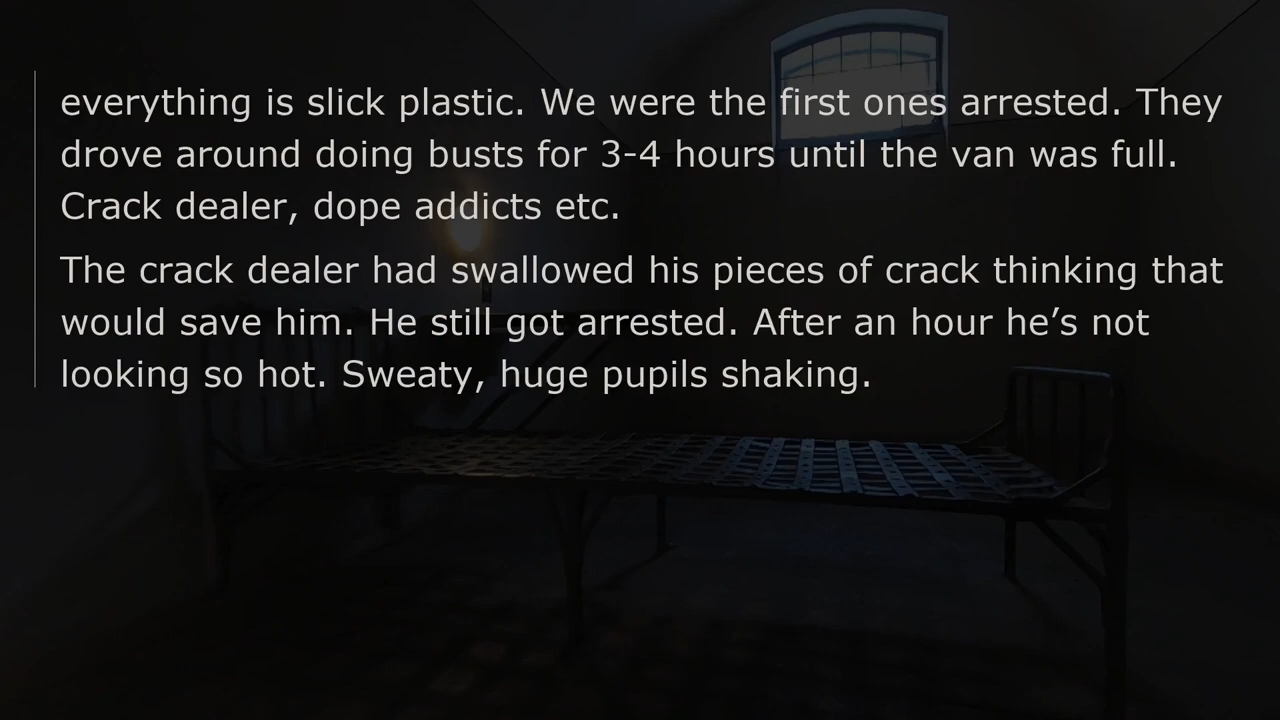 everything is slick plastic. We were the first ones arrested. They
drove around doing busts for 3-4 hours until the van was full.
Crack dealer, dope addicts etc.
The crack dealer had swallowed his pieces of crack thinking that
would save him. He still got arrested. After an hour he’s not
looking so hot. Sweaty, huge pupils shaking.